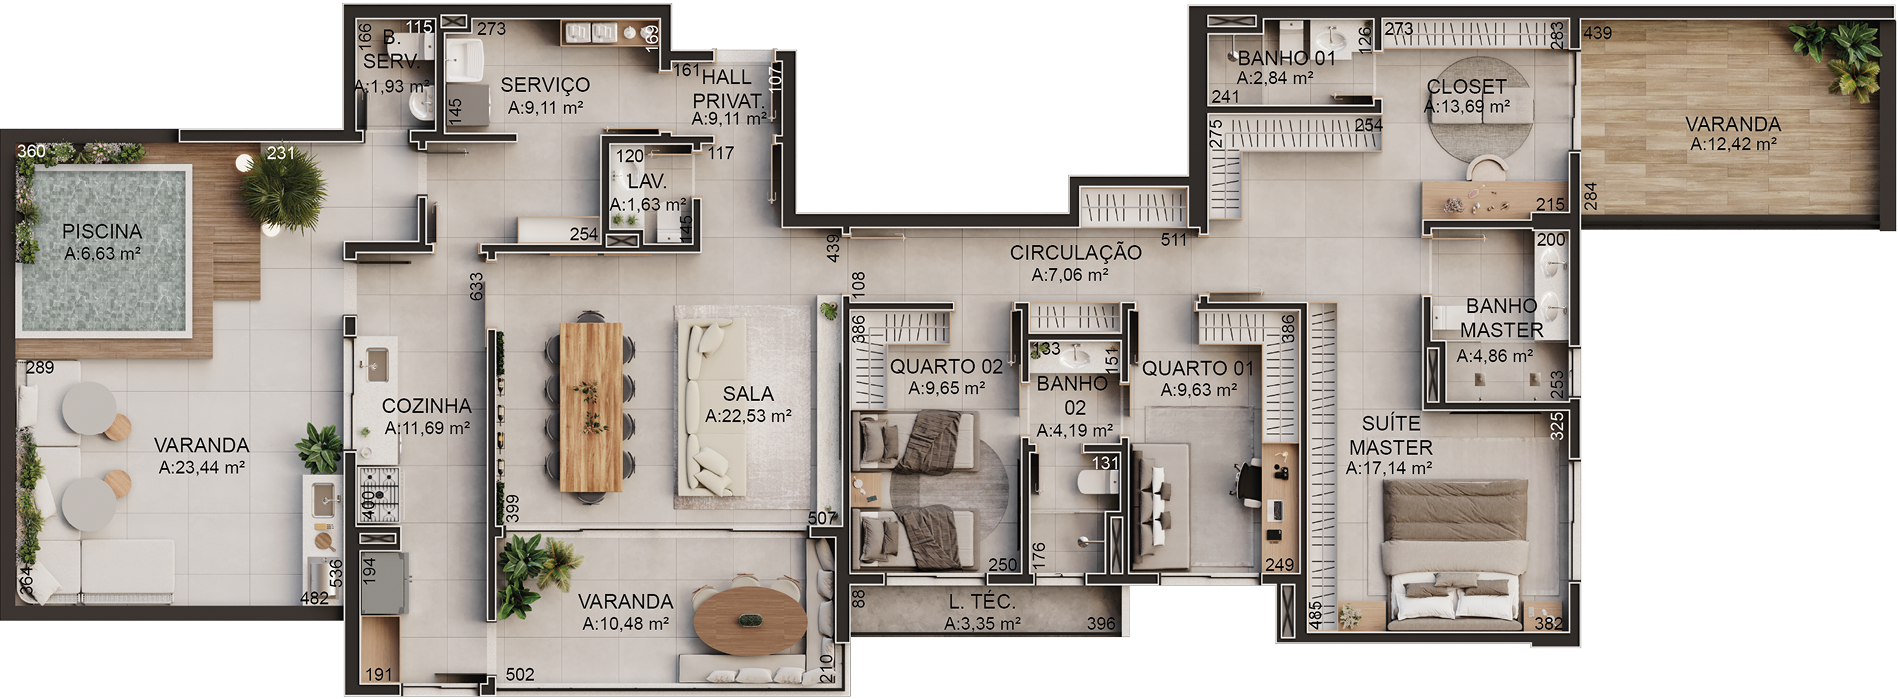 166
115
B.
SERV.
A:1,93 m²
273
169
SERVIÇO
A:9,11 m²
145
161
HALL
PRIVAT.
A:9,11 m²
107
126
BANHO 01
A:2,84 m²
241
273
283
CLOSET
A:13,69 m²
275
254
215
439
VARANDA
A:12,42 m²
284
360
231
PISCINA
A:6,63 m²
120
117
LAV.
A:1,63 m²
145
254
439
CIRCULAÇÃO
A:7,06 m²
511
108
200
BANHO
MASTER
A:4,86 m²
253
633
289
VARANDA
A:23,44 m²
364
536
482
COZINHA
A:11,69 m²
400
194
191
SALA
A:22,53 m²
399
507
386
QUARTO 02
A:9,65 m²
250
133
151
BANHO
02
A:4,19 m²
131
176
386
QUARTO 01
A:9,63 m²
249
SUÍTE
MASTER
A:17,14 m²
325
485
382
VARANDA
A:10,48 m²
502
210
88
L. TÉC.
A:3,35 m²
396